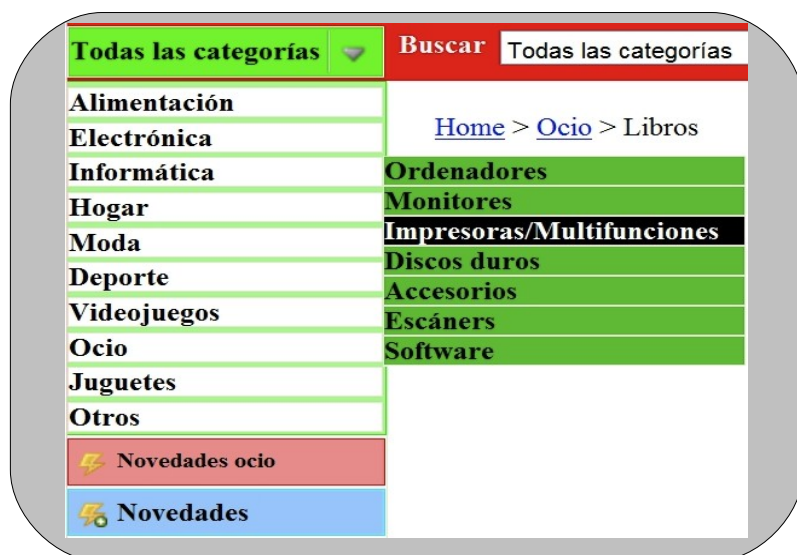 Todas las categorías
Buscar Todas las categorías
Home > Ocio > Libros
Alimentación
Electrónica
Informática
Hogar
Moda
Deporte
Videojuegos
Ocio
Juguetes
Otros
Ordenadores
Monitores
Impresoras/Multifunciones
Discos duros
Accesorios
Escáners
Software
Novedades ocio
Novedades